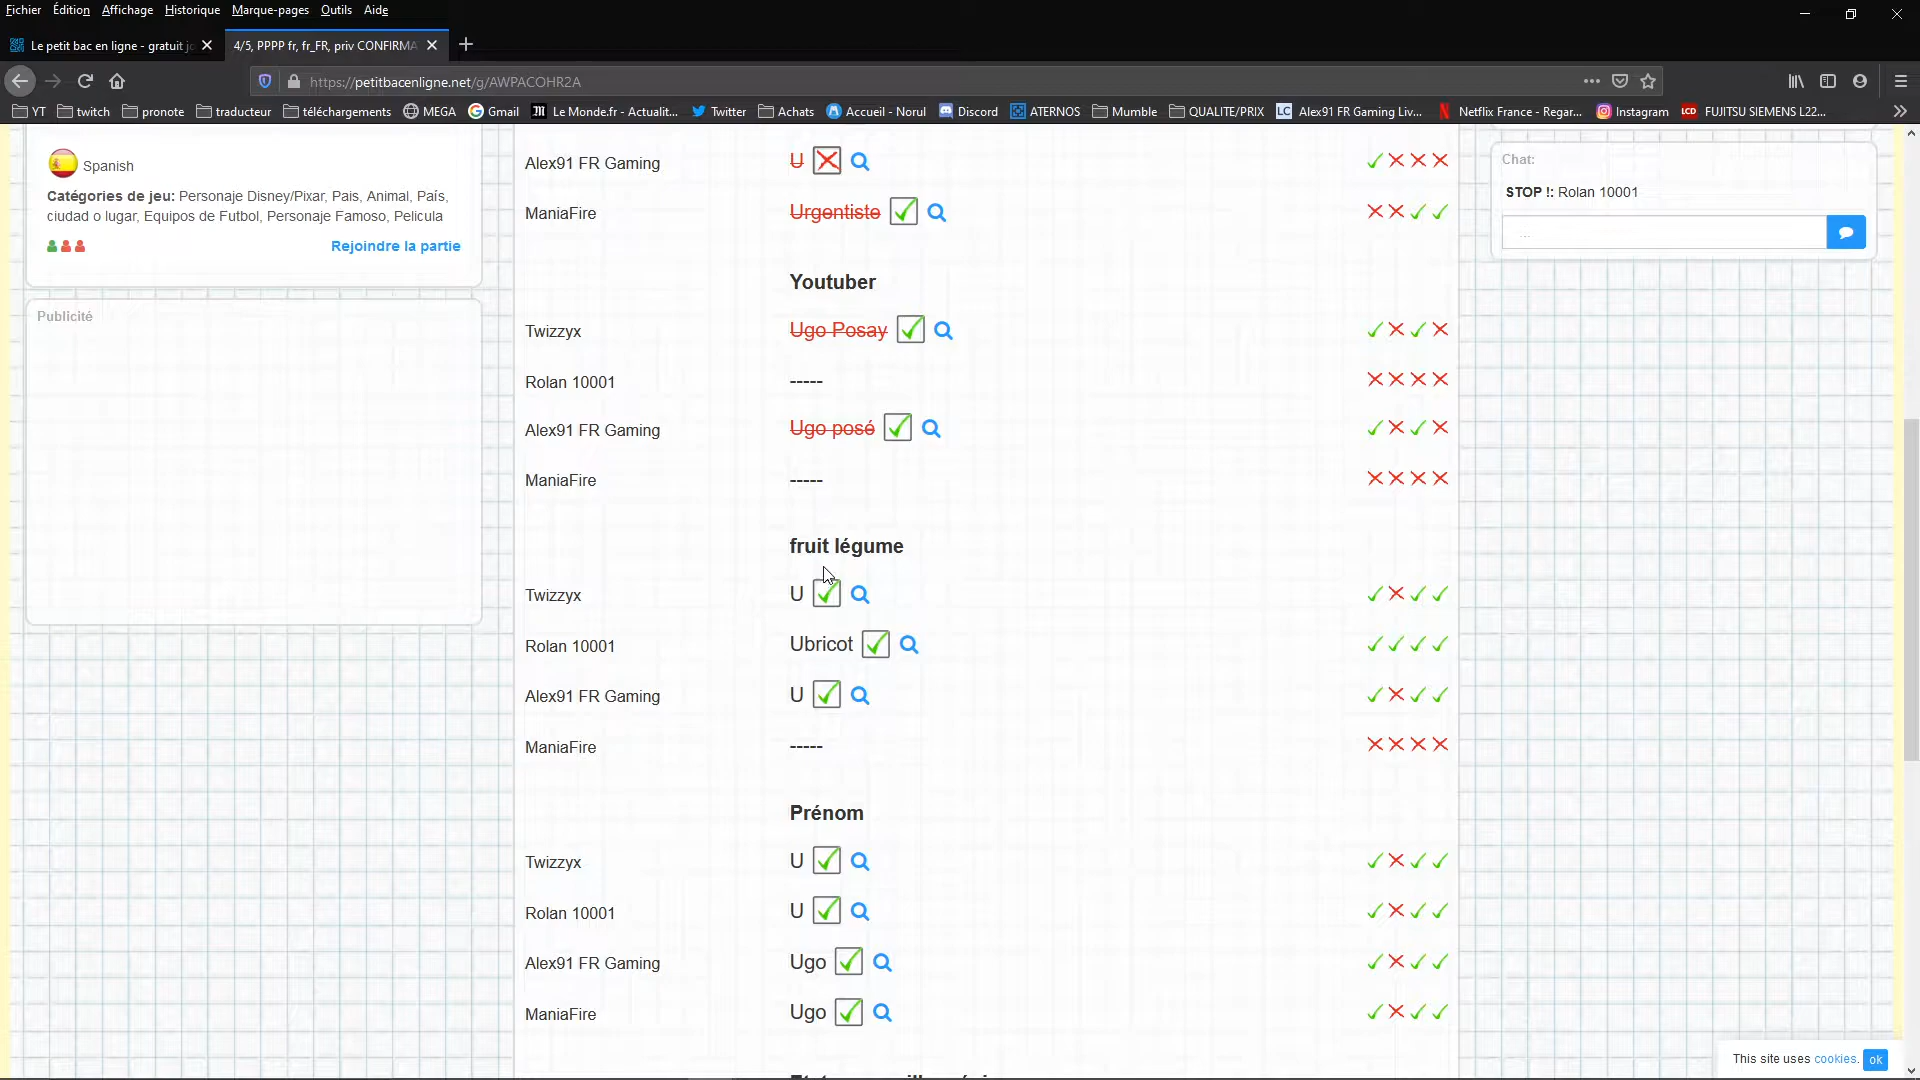 Fichier Édition Affichage Historique Marque-pages Outils Aide
Le petit bac en ligne - gratuit jo
4/5, PPPP fr, fr_FR, priv CONFIRMA
https://petitbacenligne.net/g/AWPACOHR2A
YT twitch pronote traducteur téléchargements MEGA Gmail Le Monde.fr - Actualit... Twitter Achats Accueil - Norul Discord ATERNOS Mumble QUALITE/PRIX LC Alex91 FR Gaming Liv... Netflix France - Regar... Instagram LCD FUJITSU SIEMENS L22...
Spanish
Catégories de jeu: Personaje Disney/Pixar, Pais, Animal, País,
ciudad o lugar, Equipos de Futbol, Personaje Famoso, Pelicula
Rejoindre la partie
Publicité
Alex91 FR Gaming U
ManiaFire Urgentiste
Youtuber
Twizzyx Ugo Posay
Rolan 10001 -----
Alex91 FR Gaming Ugo posé
ManiaFire -----
fruit légume
Twizzyx U
Rolan 10001 Ubricot
Alex91 FR Gaming U
ManiaFire -----
Prénom
Twizzyx U
Rolan 10001 U
Alex91 FR Gaming Ugo
ManiaFire Ugo
Chat:
STOP !: Rolan 10001
...
This site uses cookies. ok